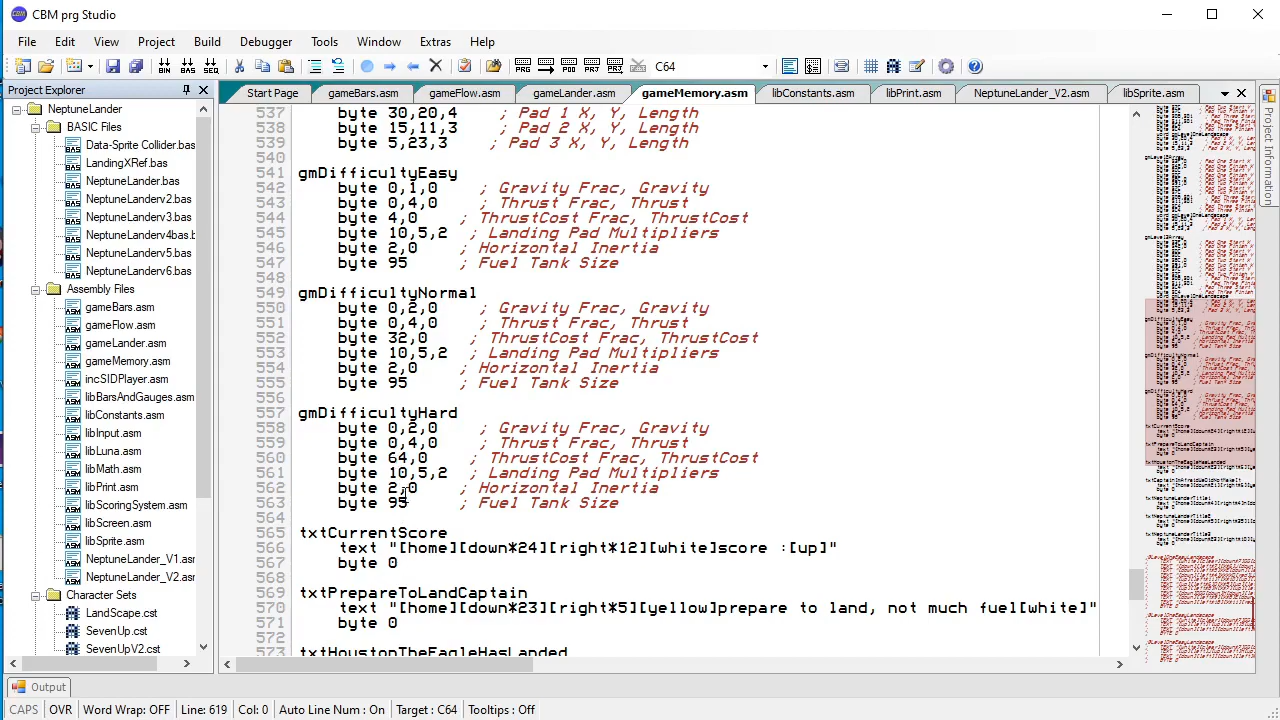 CBM prg Studio
File Edit View Project Build Debugger Tools Window Extras Help
C64
Project Explorer
Start Page gameBars.asm gameFlow.asm gameLander.asm gameMemory.asm libConstants.asm libPrint.asm NeptuneLander_V2.asm libSprite.asm
NeptuneLander
BASIC Files
Data-Sprite Collider.bas
LandingXRef.bas
NeptuneLander.bas
NeptuneLanderv2.bas
NeptuneLanderv3.bas
NeptuneLanderv4bas.b
NeptuneLanderv5.bas
NeptuneLanderv6.bas
Assembly Files
gameBars.asm
gameFlow.asm
gameLander.asm
gameMemory.asm
incSIDPlayer.asm
libBarsAndGauges.asm
libConstants.asm
libInput.asm
libLuna.asm
libMath.asm
libPrint.asm
libScoringSystem.asm
libScreen.asm
libSprite.asm
NeptuneLander_V1.asm
NeptuneLander_V2.asm
Character Sets
LandScape.cst
SevenUp.cst
SevenUpV2.cst
537 byte 30,20,4 ; Pad 1 X, Y, Length
538 byte 15,11,3 ; Pad 2 X, Y, Length
539 byte 5,23,3 ; Pad 3 X, Y, Length
540
541 gmDifficultyEasy
542 byte 0,1,0 ; Gravity Frac, Gravity
543 byte 0,4,0 ; Thrust Frac, Thrust
544 byte 4,0 ; ThrustCost Frac, ThrustCost
545 byte 10,5,2 ; Landing Pad Multipliers
546 byte 2,0 ; Horizontal Inertia
547 byte 95 ; Fuel Tank Size
548
549 gmDifficultyNormal
550 byte 0,2,0 ; Gravity Frac, Gravity
551 byte 0,4,0 ; Thrust Frac, Thrust
552 byte 32,0 ; ThrustCost Frac, ThrustCost
553 byte 10,5,2 ; Landing Pad Multipliers
554 byte 2,0 ; Horizontal Inertia
555 byte 95 ; Fuel Tank Size
556
557 gmDifficultyHard
558 byte 0,2,0 ; Gravity Frac, Gravity
559 byte 0,4,0 ; Thrust Frac, Thrust
560 byte 64,0 ; ThrustCost Frac, ThrustCost
561 byte 10,5,2 ; Landing Pad Multipliers
562 byte 2,0 ; Horizontal Inertia
563 byte 95 ; Fuel Tank Size
564
565 txtCurrentScore
566 text "[home][down*24][right*12][white]score :[up]"
567 byte 0
568
569 txtPrepareToLandCaptain
570 text "[home][down*23][right*5][yellow]prepare to land, not much fuel[white]"
571 byte 0
572
573 txtHoustonTheEagleHasLanded
Project Information
Output
CAPS OVR Word Wrap: OFF Line: 619 Col: 0 Auto Line Num : On Target : C64 Tooltips : Off